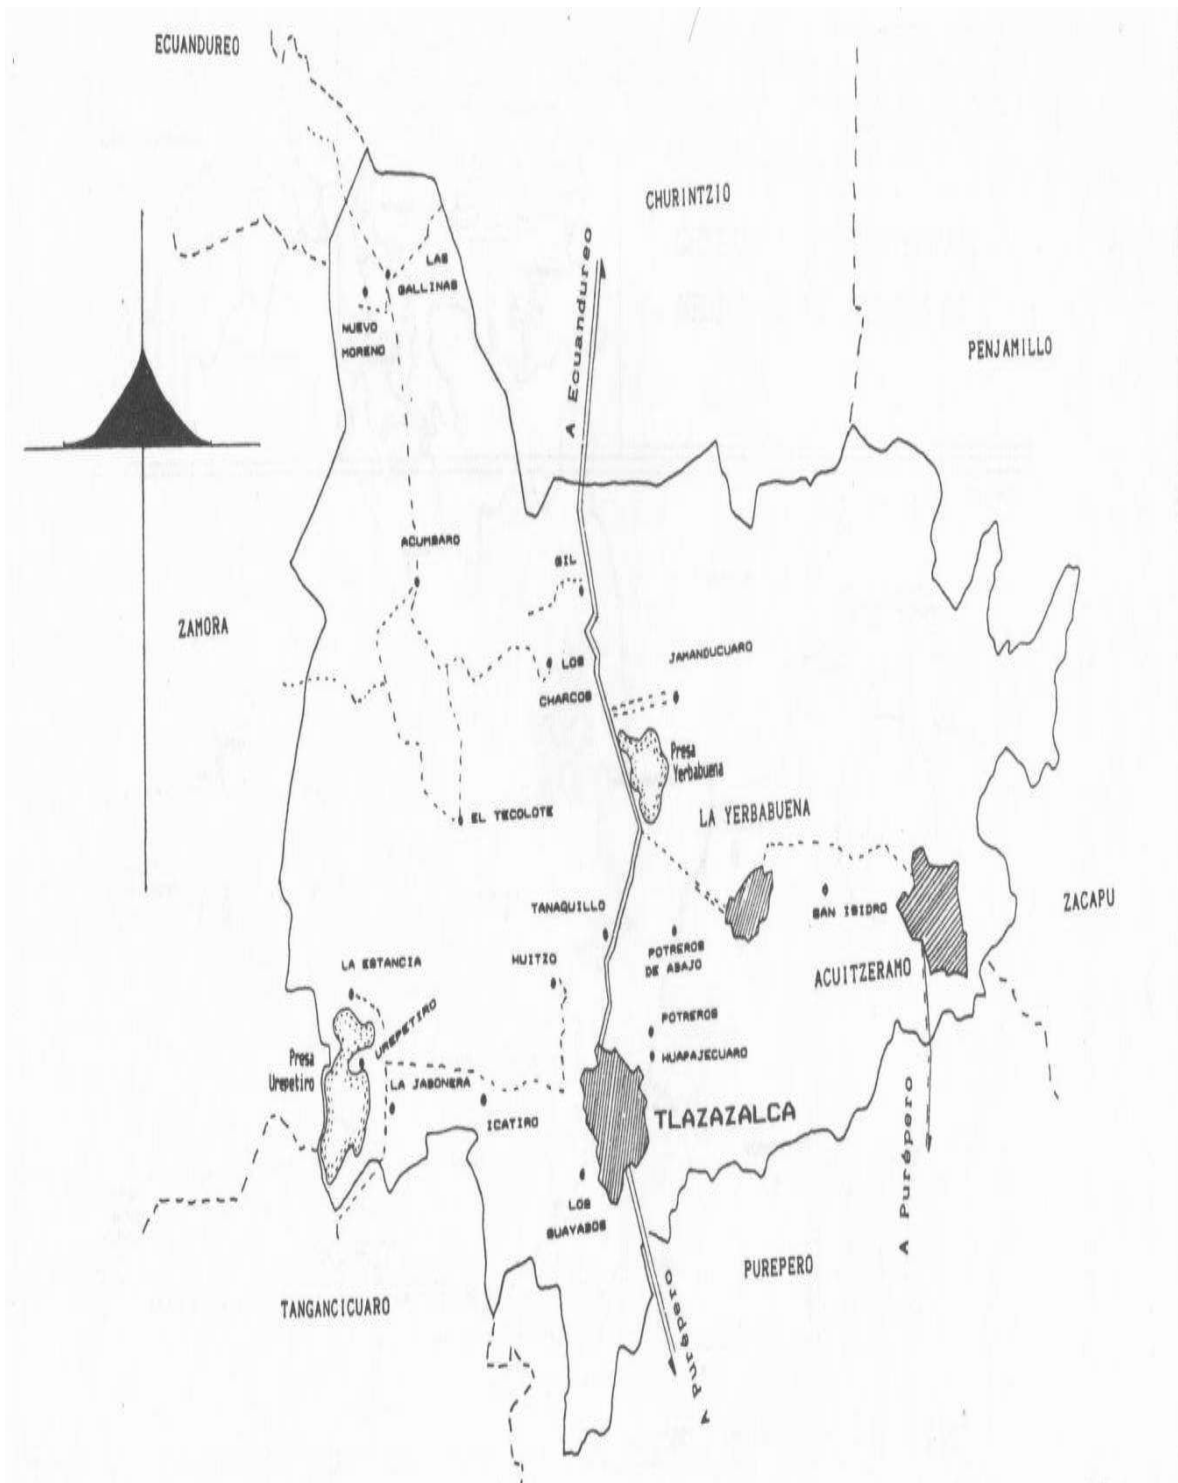 ECUANDUREO
CHURINTZIO
A Ecuandureo
LAS
GALLINAS
NUEVO
MORENO
PENJAMILLO
ACUMBARO
GIL
ZAMORA
LOS
CHARCOS
JAMANDUCUARO
Presa
Yerbabuena
EL TECOLOTE
LA YERBABUENA
TANAQUILLO
SAN ISIDRO
ZACAPU
HUITIO
POTREROS
DE ABAJO
LA ESTANCIA
ACUITZERAMO
UREPETIRO
POTREROS
Presa
Urepetiro
HUAPAJECUARO
LA JABONERA
ICATIRO
TLAZAZALCA
A Purépero
LOS
GUAYABOS
PUREPERO
TANGANCICUARO
A Purépero